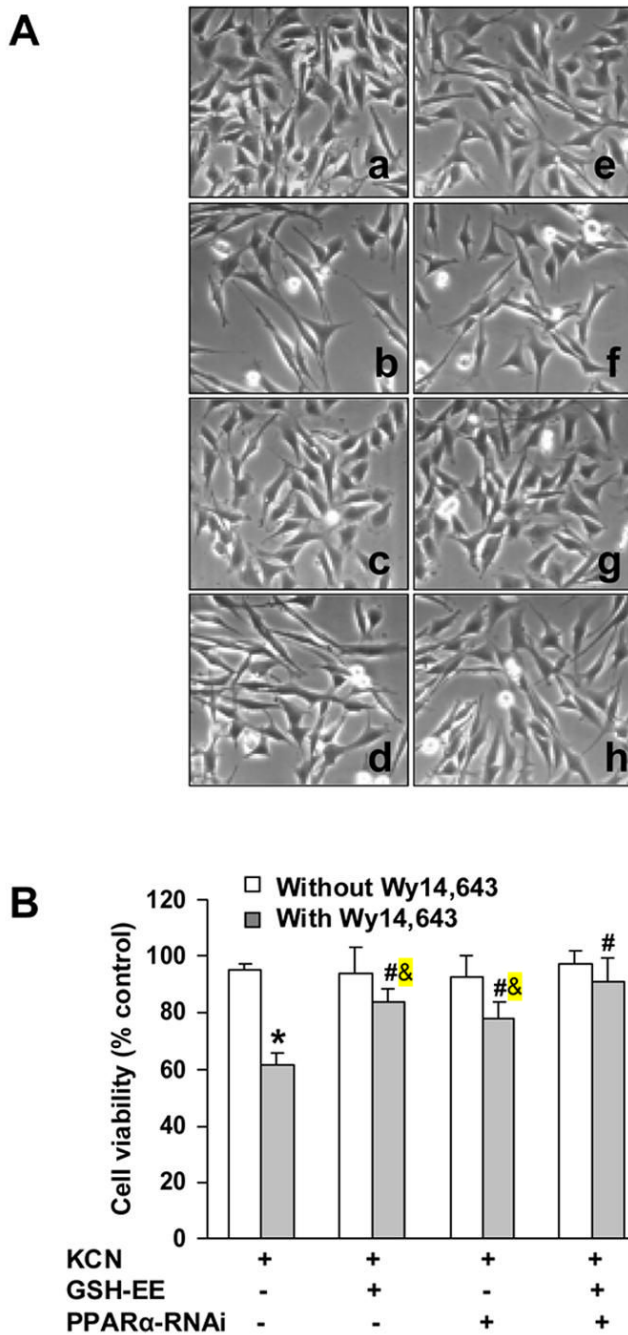 A
a
e
b
f
c
g
d
h
B
Without Wy14,643
With Wy14,643
Cell viability (% control)
120
100
80
60
40
20
0
*
#&
#&
#
KCN + + + +
GSH-EE - + - +
PPARα-RNAi - - + +